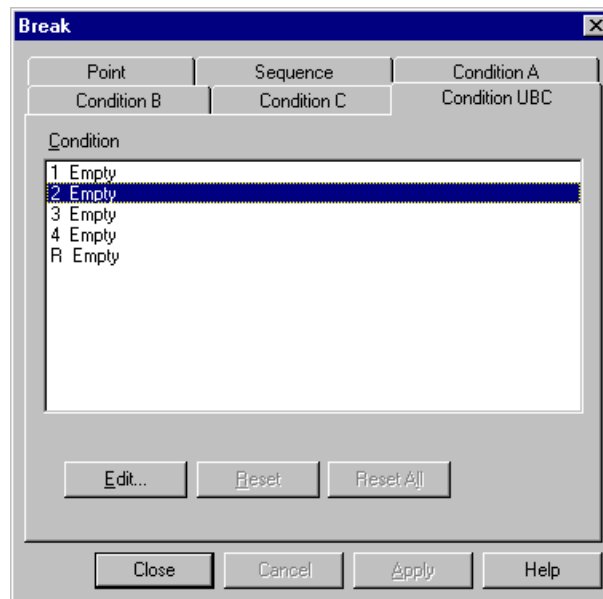 Break
Point Sequence Condition A
Condition B Condition C Condition UBC
Condition
1 Empty
2 Empty
3 Empty
4 Empty
R Empty
Edit... Reset Reset All
Close Cancel Apply Help